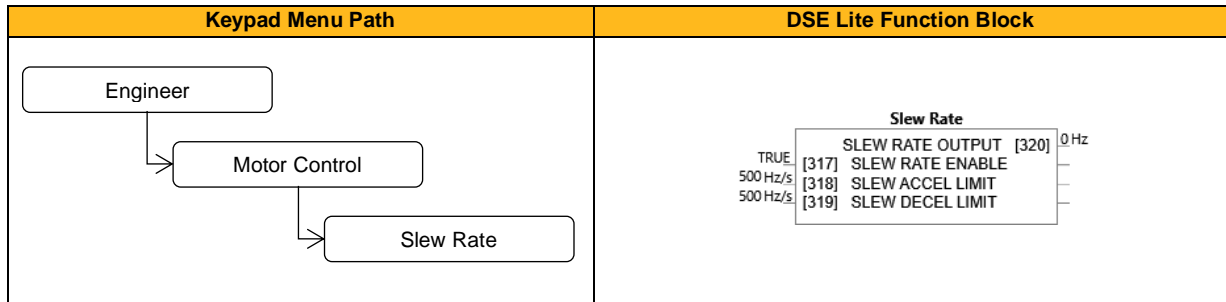 Keypad Menu Path
DSE Lite Function Block
Engineer
Motor Control
Slew Rate
Slew Rate
SLEW RATE OUTPUT [320] 0 Hz
TRUE [317] SLEW RATE ENABLE
500 Hz/s [318] SLEW ACCEL LIMIT
500 Hz/s [319] SLEW DECEL LIMIT